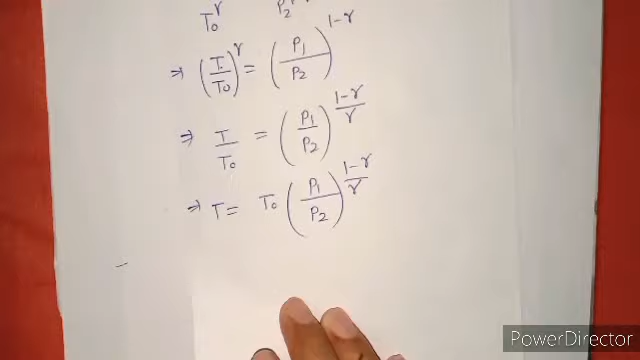 T₀^γ P₂
⇒ (T/T₀)^γ = (P₁/P₂)^(1-γ)
⇒ T/T₀ = (P₁/P₂)^((1-γ)/γ)
⇒ T = T₀ (P₁/P₂)^((1-γ)/γ)
PowerDirector